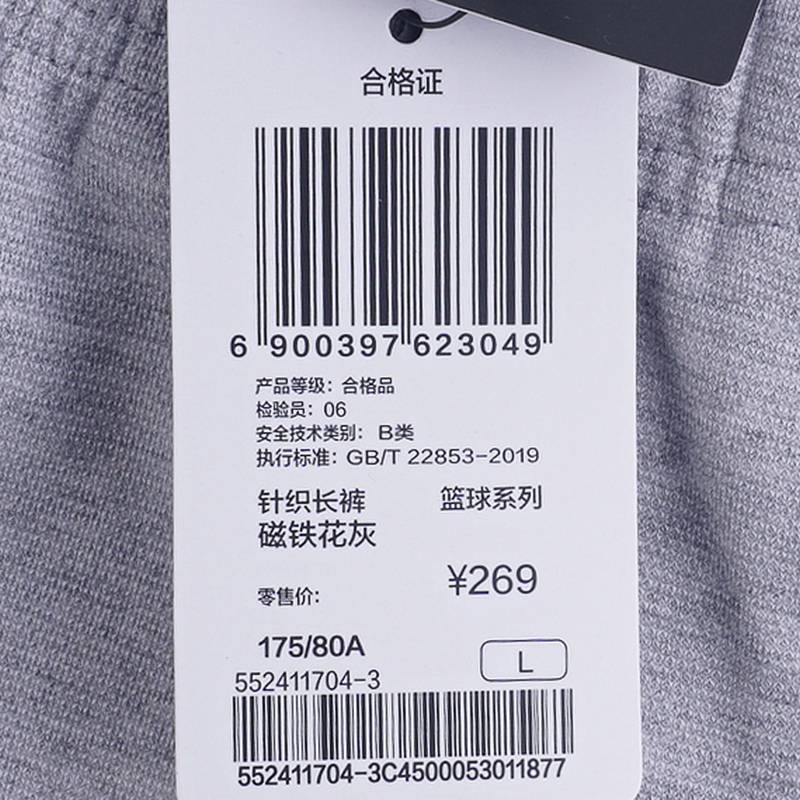 合格证
6 900397 623049
产品等级：合格品
检验员：06
安全技术类别：B类
执行标准：GB/T 22853-2019
针织长裤 篮球系列
磁铁花灰
零售价: ¥269
175/80A L
552411704-3
552411704-3C4500053011877